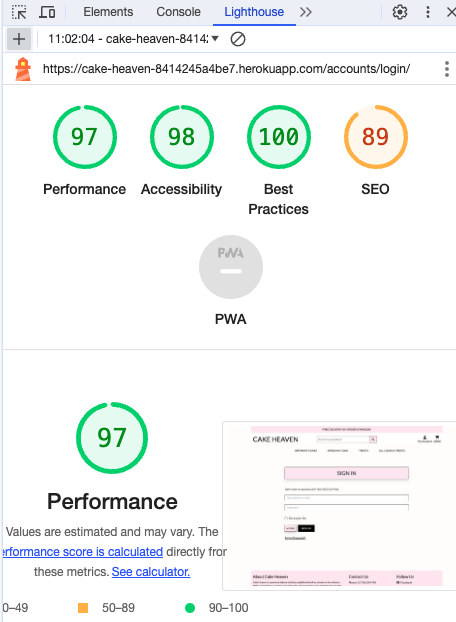 Elements Console Lighthouse
11:02:04 - cake-heaven-8414
https://cake-heaven-8414245a4be7.herokuapp.com/accounts/login/
97 98 100 89
Performance Accessibility Best Practices SEO
PWA
PWA
97
Performance
Values are estimated and may vary. The
performance score is calculated directly from
these metrics. See calculator.
0–49 50–89 90–100
CAKE HEAVEN
SIGN IN
About Cake Heaven Contact Us Follow Us